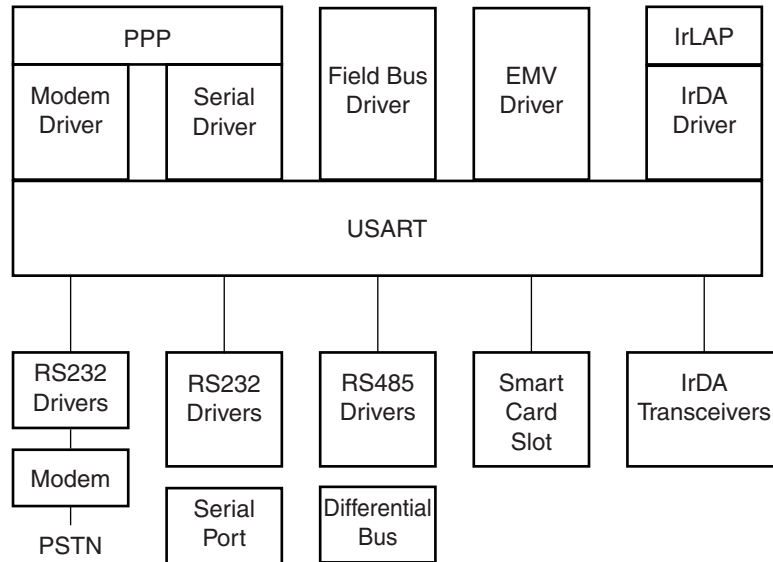 PPP
Modem
Driver
Serial
Driver
Field Bus
Driver
EMV
Driver
IrLAP
IrDA
Driver
USART
RS232
Drivers
Modem
PSTN
RS232
Drivers
Serial
Port
RS485
Drivers
Differential
Bus
Smart
Card
Slot
IrDA
Transceivers